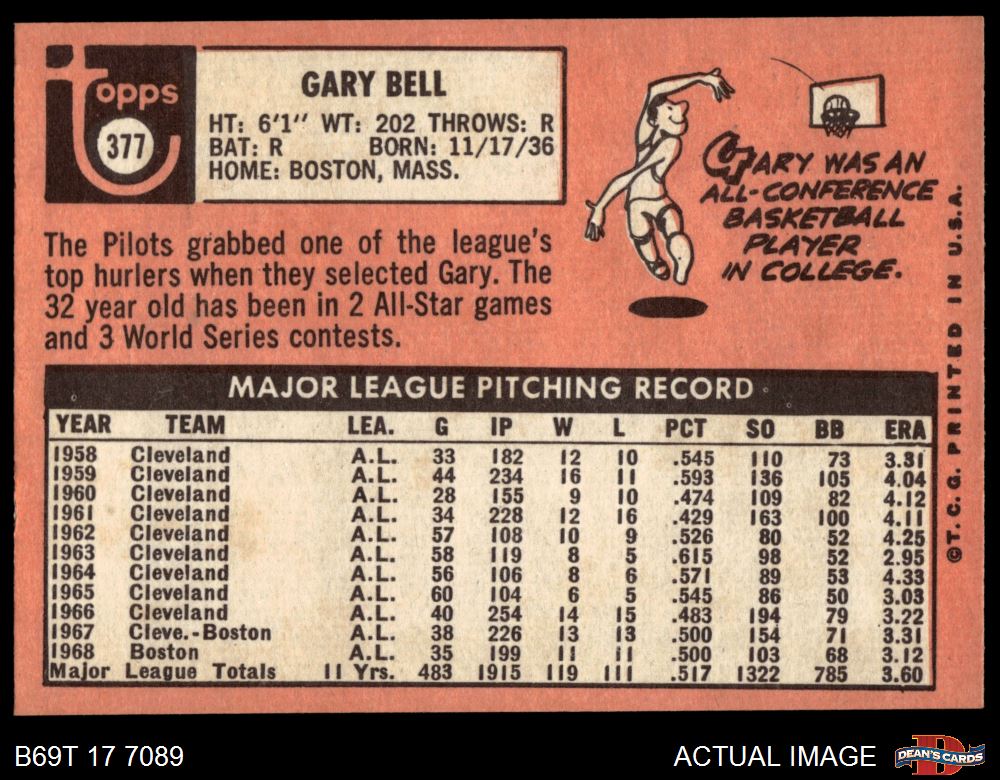 topps
377
GARY BELL
HT: 6'1" WT: 202 THROWS: R
BAT: R BORN: 11/17/36
HOME: BOSTON, MASS.
The Pilots grabbed one of the league's
top hurlers when they selected Gary. The
32 year old has been in 2 All-Star games
and 3 World Series contests.
GARY WAS AN
ALL-CONFERENCE
BASKETBALL
PLAYER
IN COLLEGE.
MAJOR LEAGUE PITCHING RECORD
YEAR TEAM LEA. G IP W L PCT SO BB ERA
1958 Cleveland A.L. 33 182 12 10 .545 110 73 3.31
1959 Cleveland A.L. 44 234 16 11 .593 136 105 4.04
1960 Cleveland A.L. 28 155 9 10 .474 109 82 4.12
1961 Cleveland A.L. 34 228 12 16 .429 163 100 4.11
1962 Cleveland A.L. 57 108 10 9 .526 80 52 4.25
1963 Cleveland A.L. 58 119 8 5 .615 98 52 2.95
1964 Cleveland A.L. 56 106 8 6 .571 89 53 4.33
1965 Cleveland A.L. 60 104 6 5 .545 86 50 3.03
1966 Cleveland A.L. 40 254 14 15 .483 194 79 3.22
1967 Cleve.-Boston A.L. 38 226 13 13 .500 154 71 3.31
1968 Boston A.L. 35 199 11 11 .500 103 68 3.12
Major League Totals 11 Yrs. 483 1915 119 111 .517 1322 785 3.60
©T.C.G. PRINTED IN U.S.A.
B69T 17 7089
ACTUAL IMAGE
DEAN'S CARDS